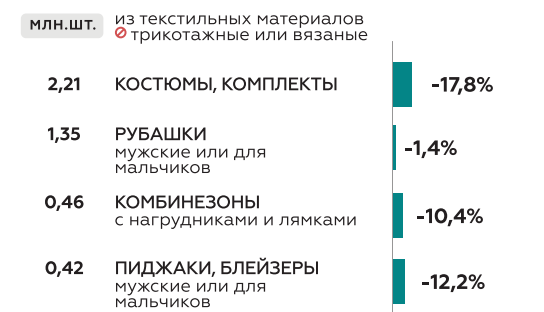 МЛН.ШТ. из текстильных материалов
трикотажные или вязаные
2,21 КОСТЮМЫ, КОМПЛЕКТЫ -17,8%
1,35 РУБАШКИ -1,4%
мужские или для
мальчиков
0,46 КОМБИНЕЗОНЫ -10,4%
с нагрудниками и лямками
0,42 ПИДЖАКИ, БЛЕЙЗЕРЫ -12,2%
мужские или для
мальчиков